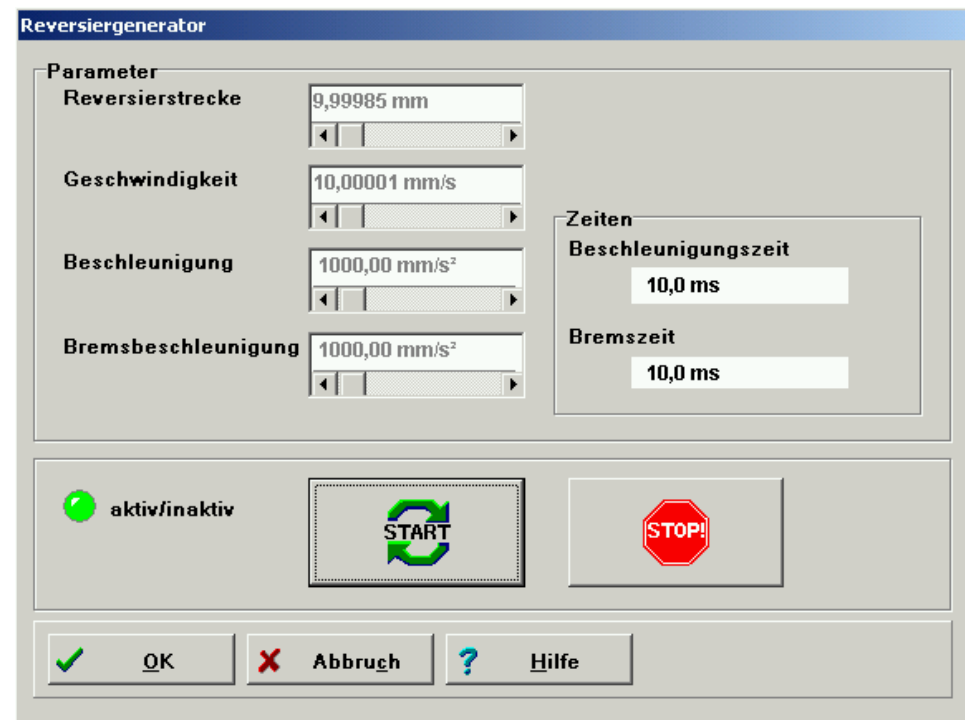 Reversiergenerator
Parameter
Reversierstrecke
9,99985 mm
Geschwindigkeit
10,00001 mm/s
Beschleunigung
1000,00 mm/s²
Bremsbeschleunigung
1000,00 mm/s²
Zeiten
Beschleunigungszeit
10,0 ms
Bremszeit
10,0 ms
aktiv/inaktiv
START
STOP!
OK
Abbruch
Hilfe